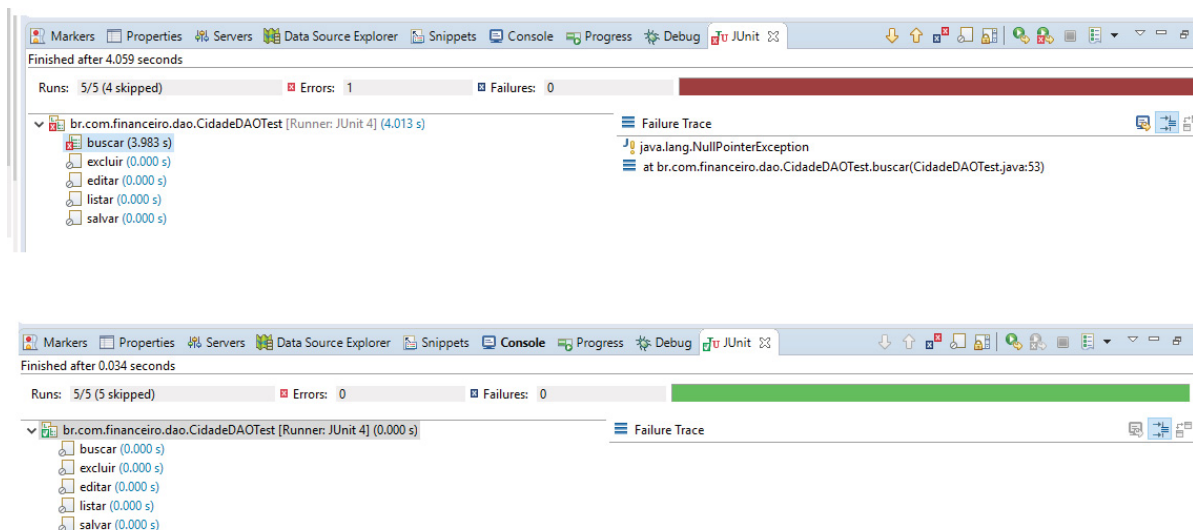 Markers Properties Servers Data Source Explorer Snippets Console Progress Debug JUnit
Finished after 4.059 seconds
Runs: 5/5 (4 skipped) Errors: 1 Failures: 0
br.com.financeiro.dao.CidadeDAOTest [Runner: JUnit 4] (4.013 s)
buscar (3.983 s)
excluir (0.000 s)
editar (0.000 s)
listar (0.000 s)
salvar (0.000 s)
Failure Trace
java.lang.NullPointerException
at br.com.financeiro.dao.CidadeDAOTest.buscar(CidadeDAOTest.java:53)
Markers Properties Servers Data Source Explorer Snippets Console Progress Debug JUnit
Finished after 0.034 seconds
Runs: 5/5 (5 skipped) Errors: 0 Failures: 0
br.com.financeiro.dao.CidadeDAOTest [Runner: JUnit 4] (0.000 s)
buscar (0.000 s)
excluir (0.000 s)
editar (0.000 s)
listar (0.000 s)
salvar (0.000 s)
Failure Trace